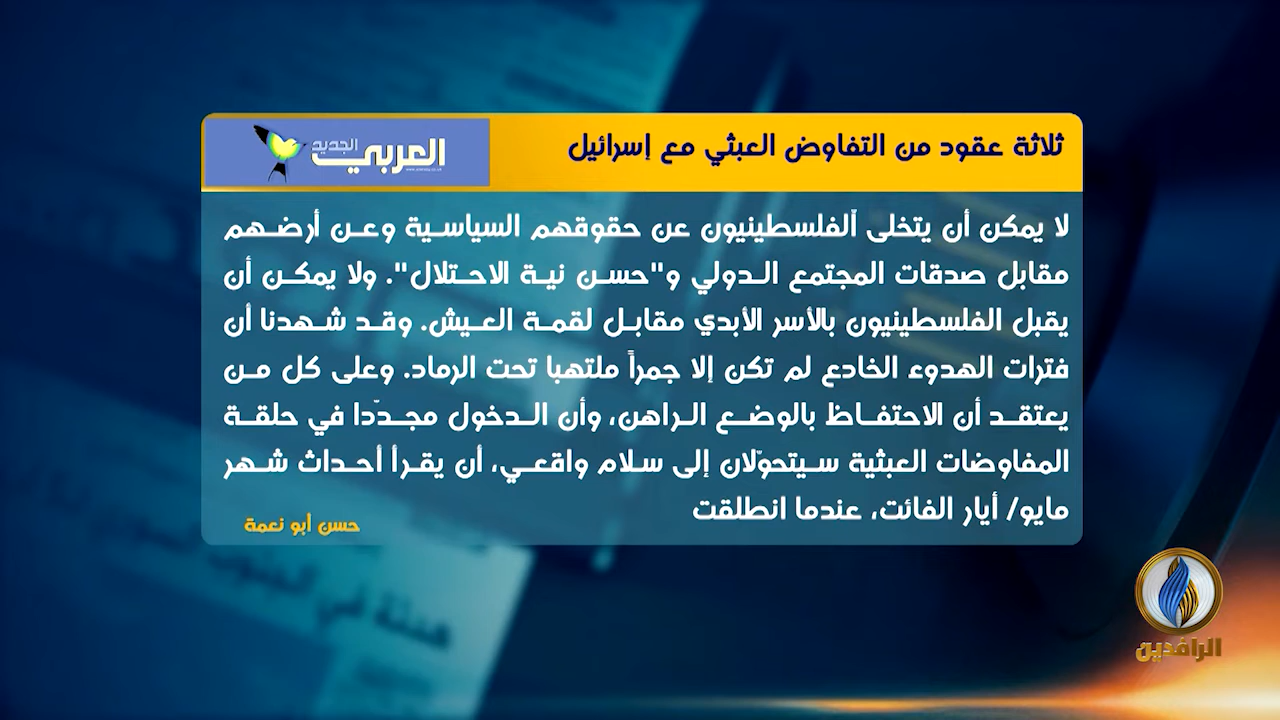 ثلاثة عقود من التفاوض العبثي مع إسرائيل
العربي الجديد
لا يمكن أن يتخلى الفلسطينيون عن حقوقهم السياسية وعن أرضهم
مقابل صدقات المجتمع الدولي و"حسن نية الاحتلال". ولا يمكن أن
يقبل الفلسطينيون بالأسر الأبدي مقابل لقمة العيش. وقد شهدنا أن
فترات الهدوء الخادع لم تكن إلا جمراً ملتهبا تحت الرماد. وعلى كل من
يعتقد أن الاحتفاظ بالوضع الراهن، وأن الدخول مجدّدا في حلقة
المفاوضات العبثية سيتحوّلان إلى سلام واقعي، أن يقرأ أحداث شهر
مايو/ أيار الفائت، عندما انطلقت
حسن أبو نعمة
هيئة في الجنوب
الرافدين